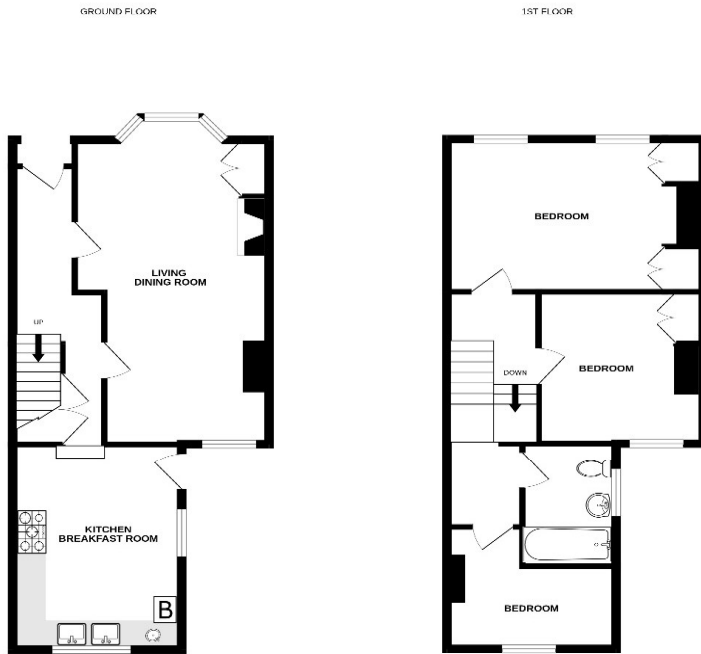 GROUND FLOOR
1ST FLOOR
LIVING
DINING ROOM
UP
KITCHEN
BREAKFAST ROOM
B
BEDROOM
BEDROOM
DOWN
BEDROOM